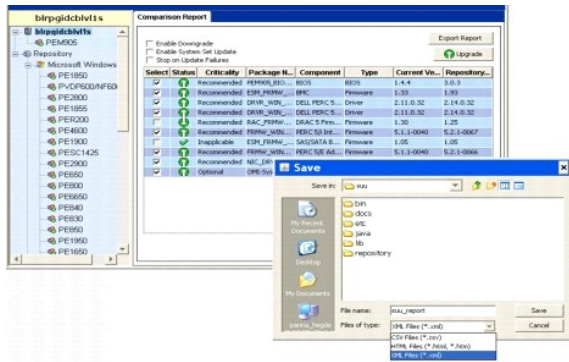 blrpgidcblvl1s
blrpgidcblvl1s
PEM905
Repository
Microsoft Windows
PE1850
PVDP600/NF600
PE2800
PE1855
PER200
PE4600
PE1900
PESC1425
PE2900
PE650
PE800
PE6650
PE840
PE830
PE850
PE1950
PE1650
Comparison Report
Enable Downgrade
Enable System Set Update
Stop on Update Failures
Export Report
Upgrade
Select Status Criticality Package N... Component Type Current Ve... Repository...
Recommended PEM905_BIO... BIOS BIOS 1.4.4 3.0.3
Recommended ESM_FRMW_... BMC Firmware 1.33 1.93
Recommended DRVR_WIN_... DELL PERC 5... Driver 2.11.0.32 2.14.0.32
Recommended DRVR_WIN_... DELL PERC 5... Driver 2.11.0.32 2.14.0.32
Recommended RAC_FRMW... DRAC 5 Firm... Firmware 1.30 1.25
Recommended FRMW_WIN... PERC 5/i Int... Firmware 5.1.1-0040 5.2.1-0067
Inapplicable ESM_FRMW_... SAS/SATA B... Firmware 1.05 1.05
Recommended FRMW_WIN... PERC 5/E Ad... Firmware 5.1.1-0040 5.2.1-0066
Recommended NIC_DRV
Optional OM8-Sys
Save
Save in: suu
My Recent Documents
Desktop
My Documents
panna_hegde
bin
docs
etc
java
lib
repository
File name: suu_report Save
Files of type: XML Files (*.xml) Cancel
CSV Files (*.csv)
HTML Files (*.html, *.htm)
XML Files (*.xml)